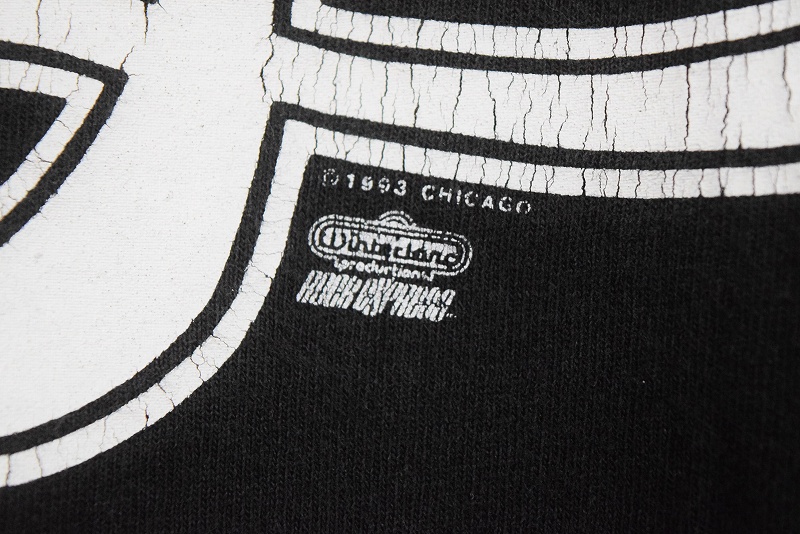 © 1993 CHICAGO
Winterland
productions
ROCK EXPRESS